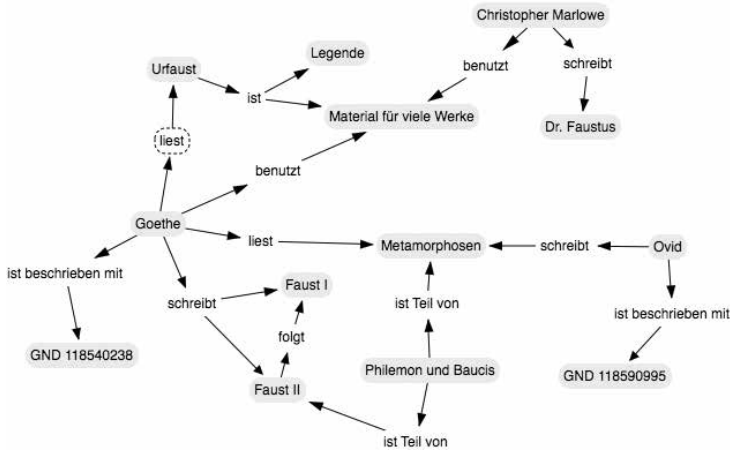 Christopher Marlowe
Legende
Urfaust
benutzt
schreibt
ist
Material für viele Werke
Dr. Faustus
liest
benutzt
Goethe
liest
Metamorphosen
schreibt
Ovid
ist beschrieben mit
Faust I
schreibt
ist Teil von
ist beschrieben mit
folgt
GND 118540238
Philemon und Baucis
GND 118590995
Faust II
ist Teil von